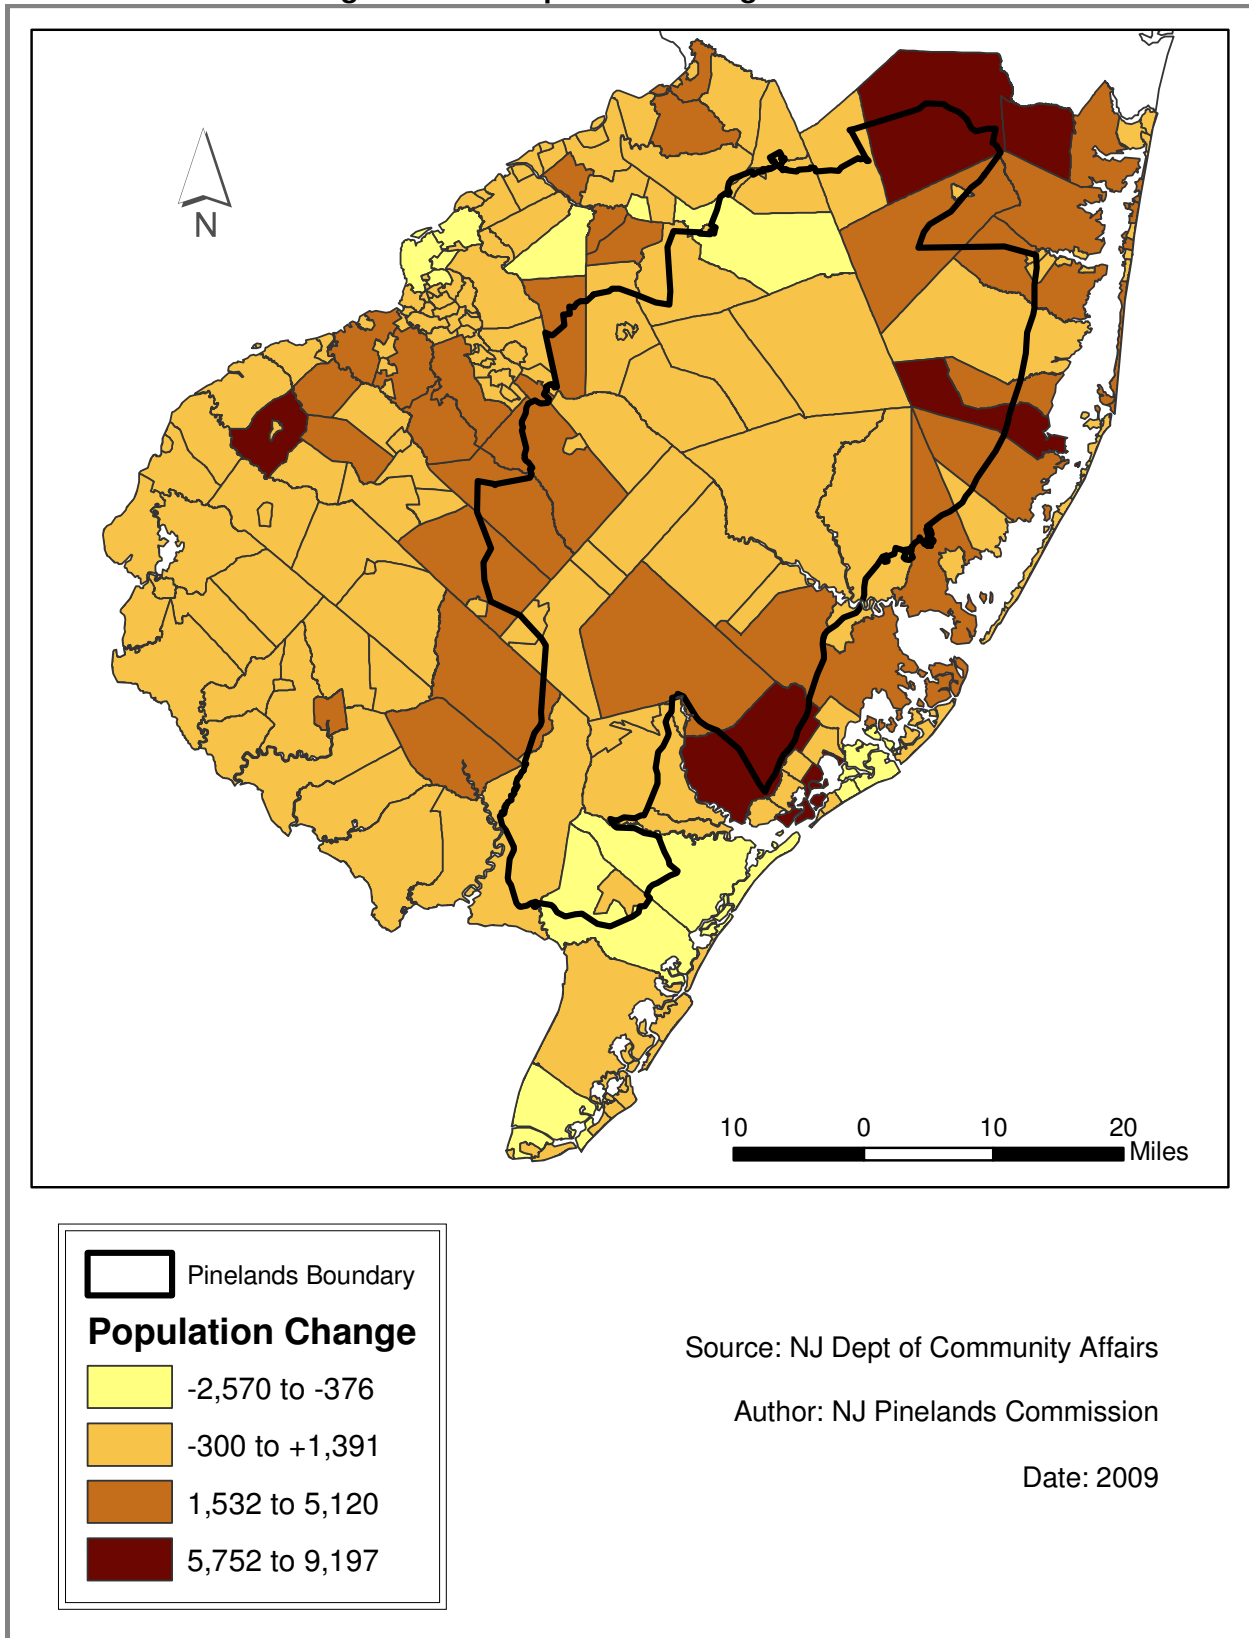 N
10 0 10 20
Miles
Pinelands Boundary
Population Change
-2,570 to -376
-300 to +1,391
1,532 to 5,120
5,752 to 9,197
Source: NJ Dept of Community Affairs
Author: NJ Pinelands Commission
Date: 2009